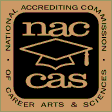 NATIONAL ACCREDITING COMMISSION
nac
cas
OF CAREER ARTS & SCIENCES